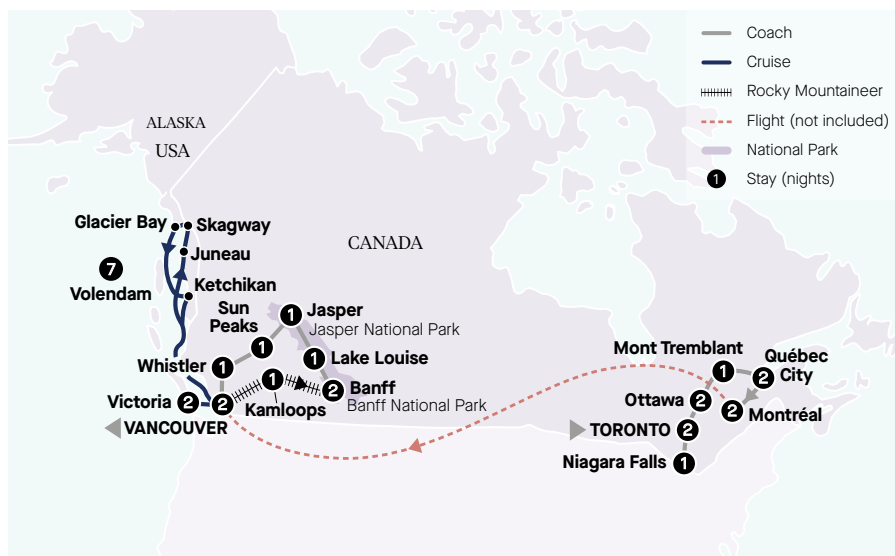 Coach
Cruise
Rocky Mountaineer
Flight (not included)
National Park
1 Stay (nights)
ALASKA
USA
CANADA
Glacier Bay
Skagway
Juneau
7
Volendam
Ketchikan
Sun
Peaks
1
1
Jasper
Jasper National Park
Whistler
1
1
Lake Louise
Victoria
2
2
VANCOUVER
1
Kamloops
2
Banff
Banff National Park
Mont Tremblant
1
Québec
City
2
Ottawa
2
2
Montréal
TORONTO
2
Niagara Falls
1